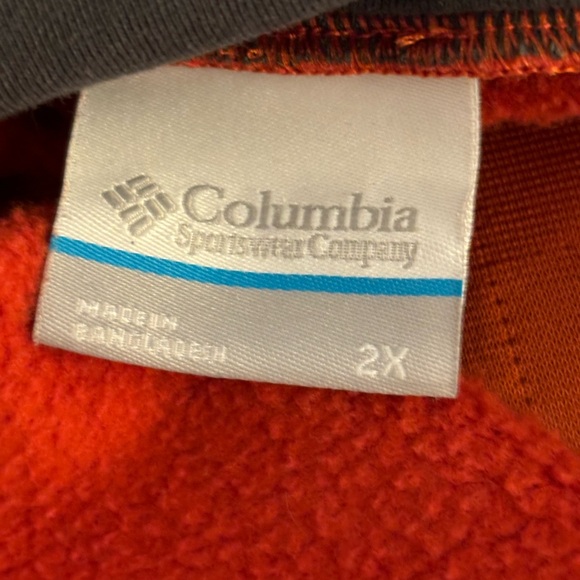 Columbia
Sportswear Company
MADE IN
BANGLADESH
2X